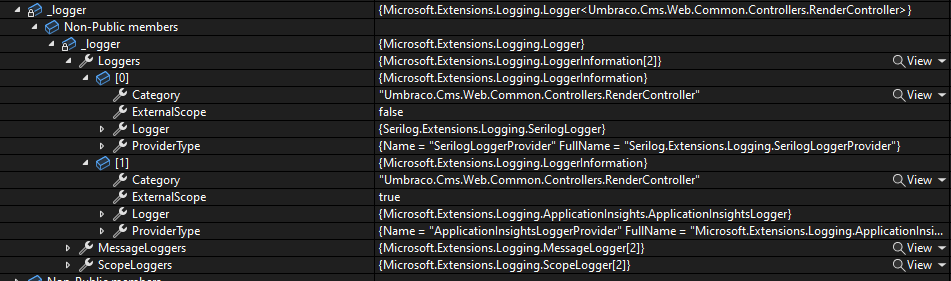 _logger {Microsoft.Extensions.Logging.Logger<Umbraco.Cms.Web.Common.Controllers.RenderController>}
Non-Public members
_logger {Microsoft.Extensions.Logging.Logger}
Loggers {Microsoft.Extensions.Logging.LoggerInformation[2]} View
[0] {Microsoft.Extensions.Logging.LoggerInformation}
Category "Umbraco.Cms.Web.Common.Controllers.RenderController" View
ExternalScope false
Logger {Serilog.Extensions.Logging.SerilogLogger}
ProviderType {Name = "SerilogLoggerProvider" FullName = "Serilog.Extensions.Logging.SerilogLoggerProvider"}
[1] {Microsoft.Extensions.Logging.LoggerInformation}
Category "Umbraco.Cms.Web.Common.Controllers.RenderController" View
ExternalScope true
Logger {Microsoft.Extensions.Logging.ApplicationInsights.ApplicationInsightsLogger}
ProviderType {Name = "ApplicationInsightsLoggerProvider" FullName = "Microsoft.Extensions.Logging.ApplicationInsi...
MessageLoggers {Microsoft.Extensions.Logging.MessageLogger[2]} View
ScopeLoggers {Microsoft.Extensions.Logging.ScopeLogger[2]} View
Non-Public members